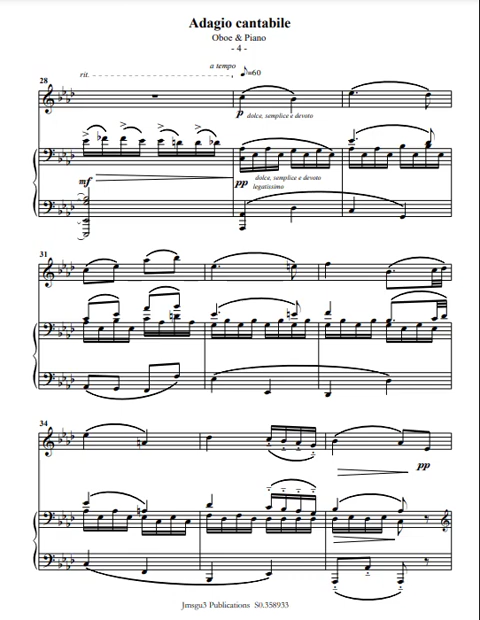 Adagio cantabile
Oboe & Piano
- 4 -
a tempo
rit.
♪=60
28
p dolce, semplice e devoto
mf
pp dolce, semplice e devoto
legatissimo
31
34
pp
Jmsgu3 Publications S0.358933